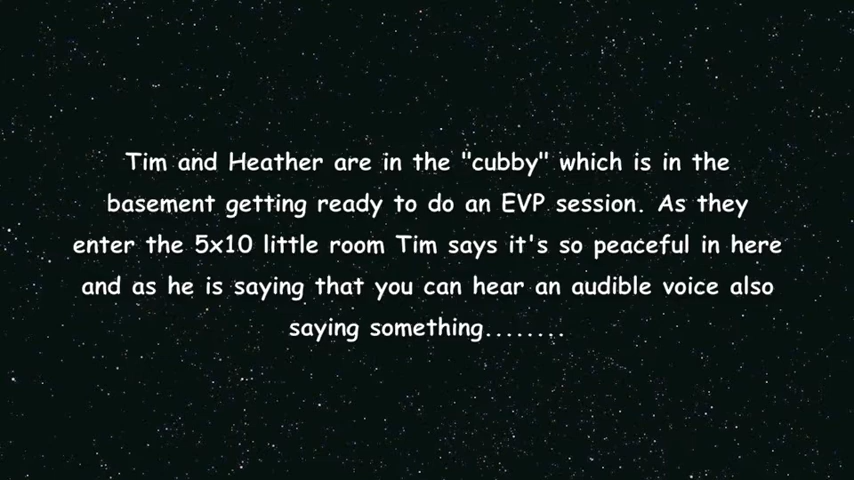 Tim and Heather are in the "cubby" which is in the
basement getting ready to do an EVP session. As they
enter the 5x10 little room Tim says it's so peaceful in here
and as he is saying that you can hear an audible voice also
saying something........